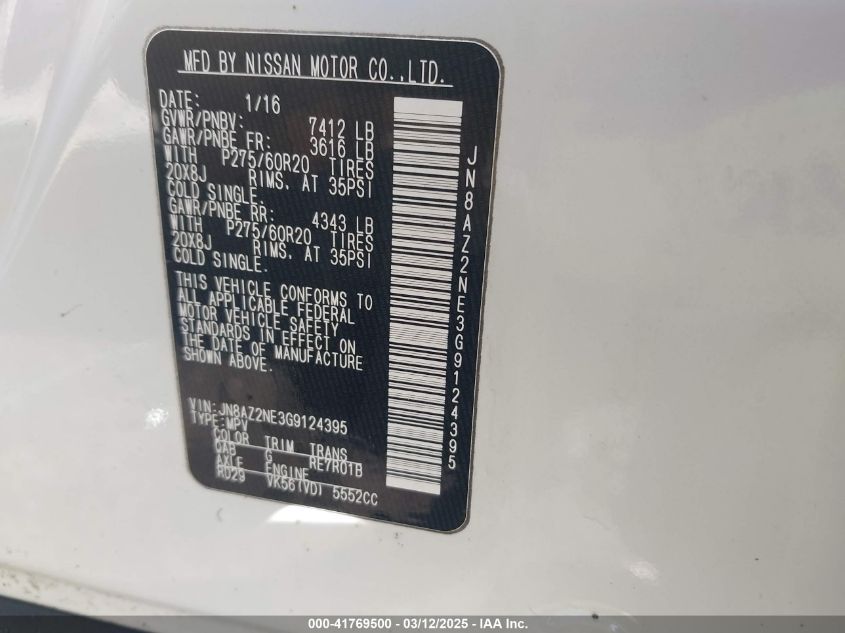 MFD BY NISSAN MOTOR CO.,LTD.
DATE: 1/16
GVWR/PNBV: 7412 LB
GAWR/PNBE FR: 3616 LB
WITH P275/60R20 TIRES
20X8J RIMS. AT 35PSI
COLD SINGLE.
GAWR/PNBE RR: 4343 LB
WITH P275/60R20 TIRES
20X8J RIMS. AT 35PSI
COLD SINGLE.
THIS VEHICLE CONFORMS TO
ALL APPLICABLE FEDERAL
MOTOR VEHICLE SAFETY
STANDARDS IN EFFECT ON
THE DATE OF MANUFACTURE
SHOWN ABOVE.
VIN:JN8AZ2NE3G9124395
TYPE:MPV
COLOR TRIM TRANS
QAB G RE7R01B
AXLE ENGINE
RD29 VK56(VD) 5552CC
JN8AZ2NE3G9124395
000-41769500 - 03/12/2025 - IAA Inc.